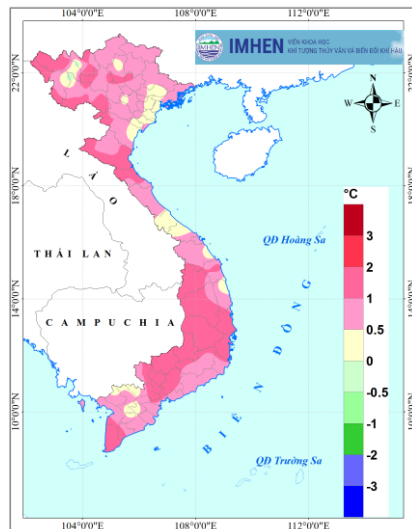 104°0'0"E 108°0'0"E 112°0'0"E
IMHEN
VIỆN KHOA HỌC
KHÍ TƯỢNG THỦY VĂN VÀ BIẾN ĐỔI KHÍ HẬU
22°0'0"N
N
W E
S
LÀO
18°0'0"N
°C
QĐ Hoàng Sa
THÁI LAN
3
2
1
0.5
0
-0.5
-1
-2
-3
14°0'0"N
CAMPUCHIA
BIỂN ĐÔNG
10°0'0"N
QĐ Trường Sa
104°0'0"E 108°0'0"E 112°0'0"E